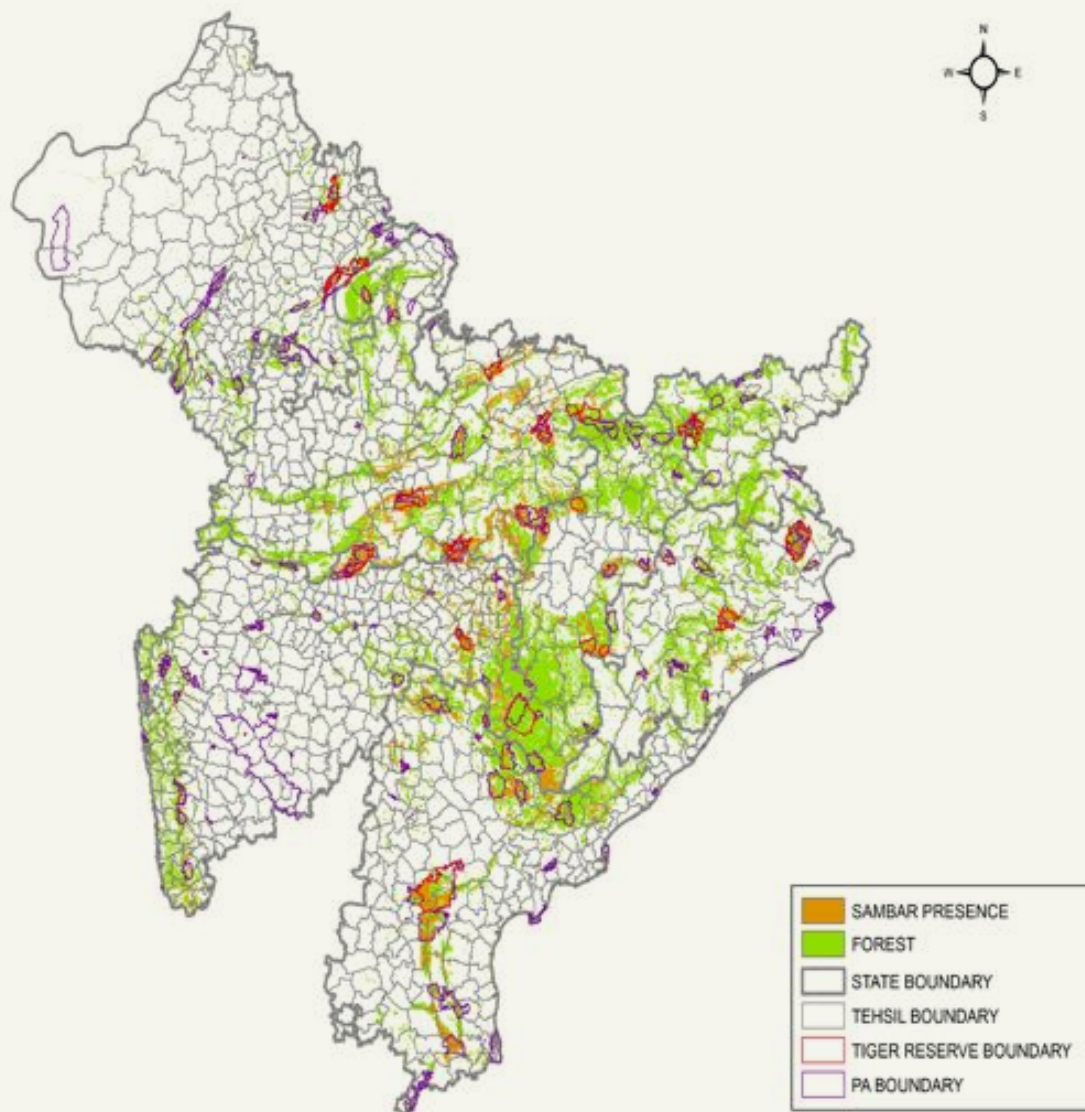 N
W E
S
SAMBAR PRESENCE
FOREST
STATE BOUNDARY
TEHSIL BOUNDARY
TIGER RESERVE BOUNDARY
PA BOUNDARY